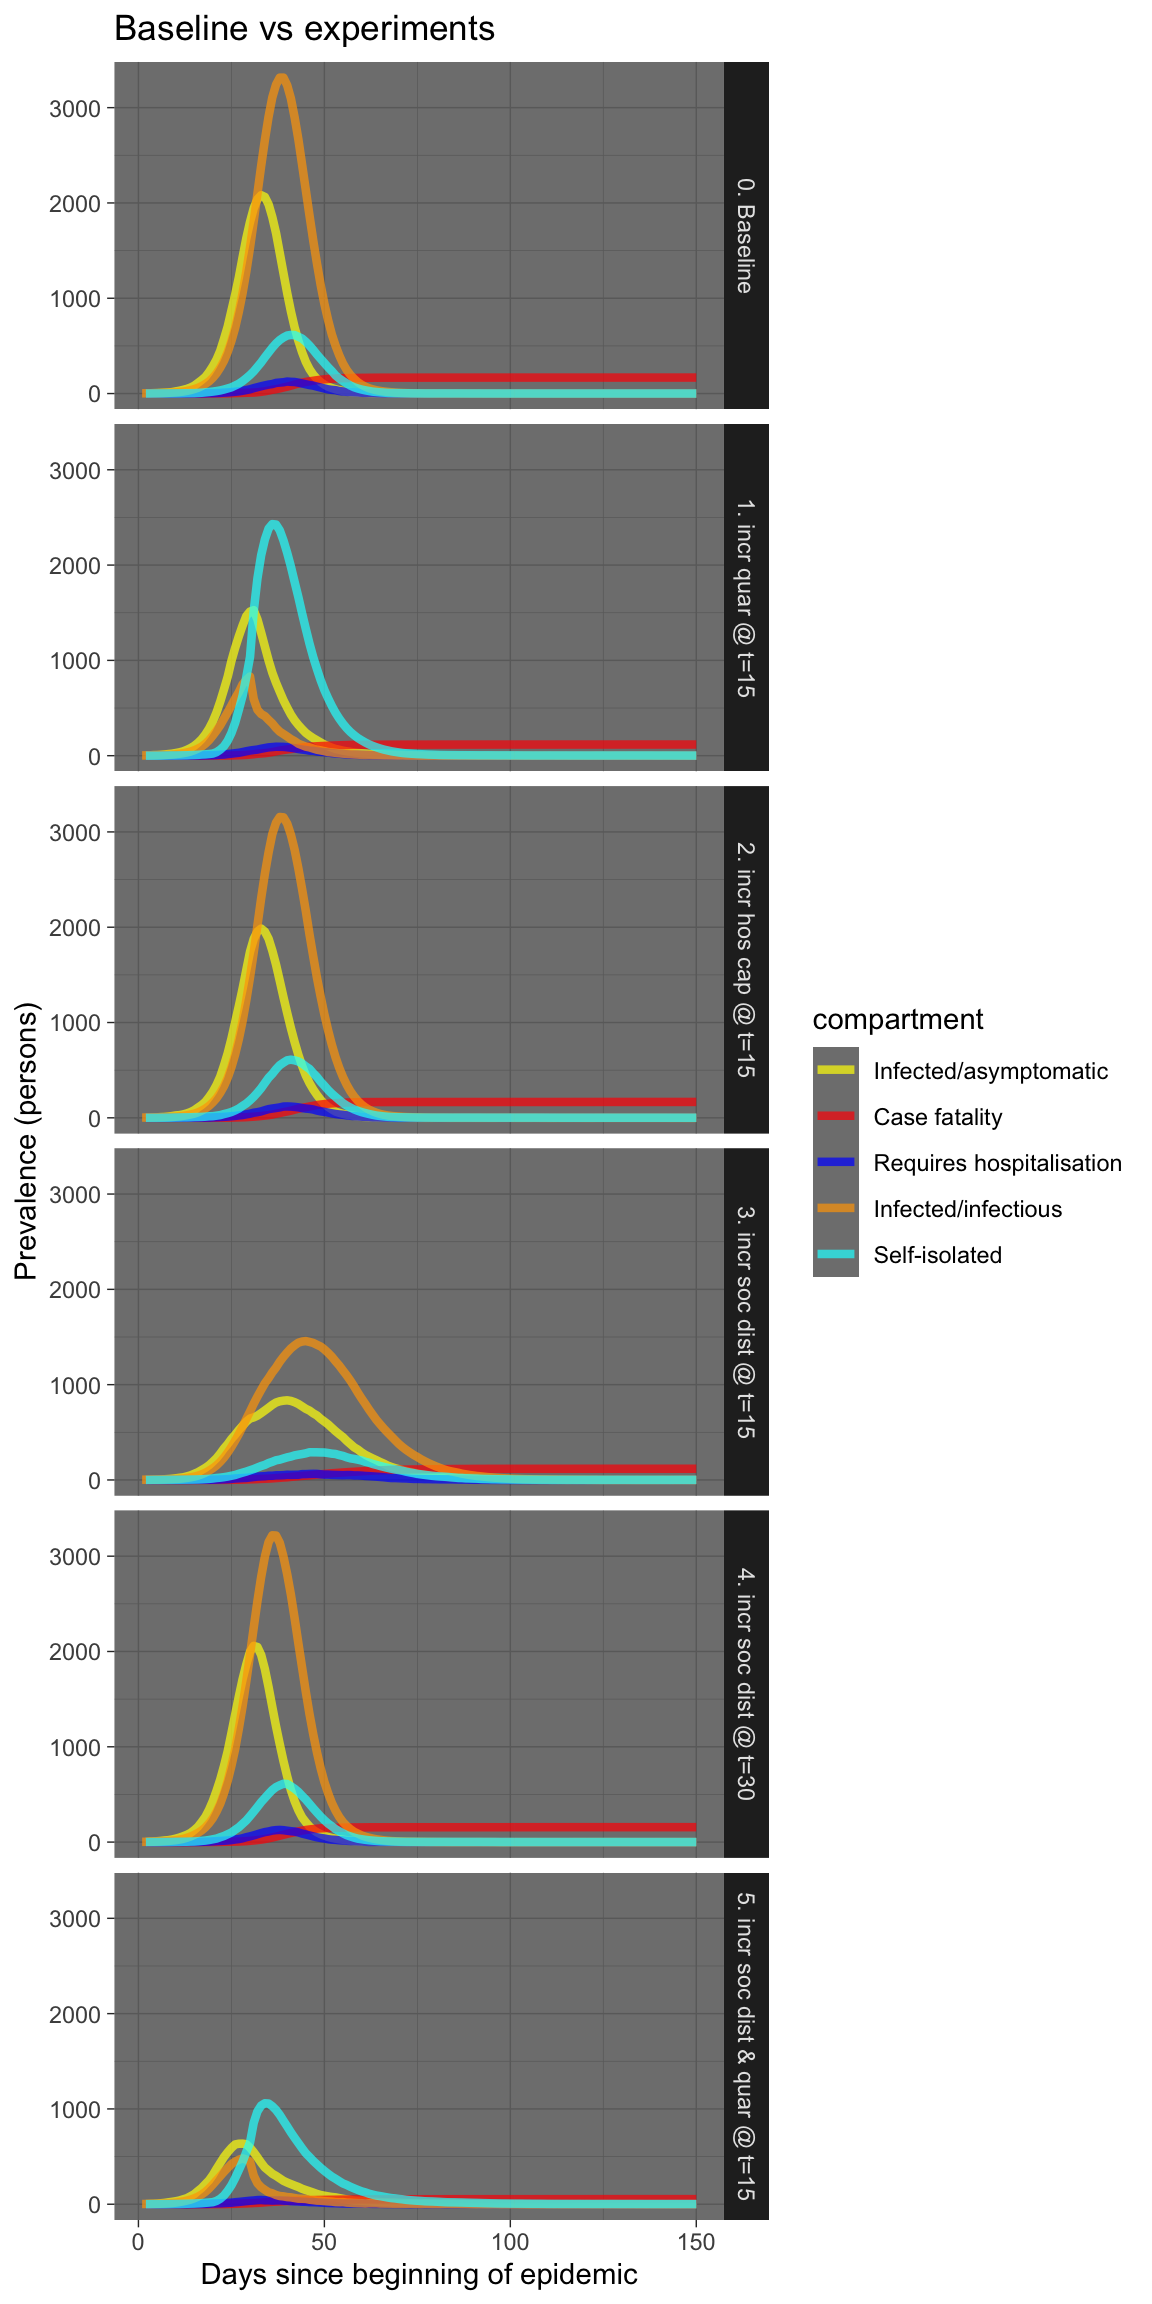 Baseline vs experiments
3000
2000
1000
0
0. Baseline
3000
2000
1000
0
1. incr quar @ t=15
3000
2000
1000
0
2. incr hos cap @ t=15
3000
2000
1000
0
3. incr soc dist @ t=15
3000
2000
1000
0
4. incr soc dist @ t=30
3000
2000
1000
0
5. incr soc dist & quar @ t=15
0 50 100 150
Days since beginning of epidemic
Prevalence (persons)
compartment
Infected/asymptomatic
Case fatality
Requires hospitalisation
Infected/infectious
Self-isolated